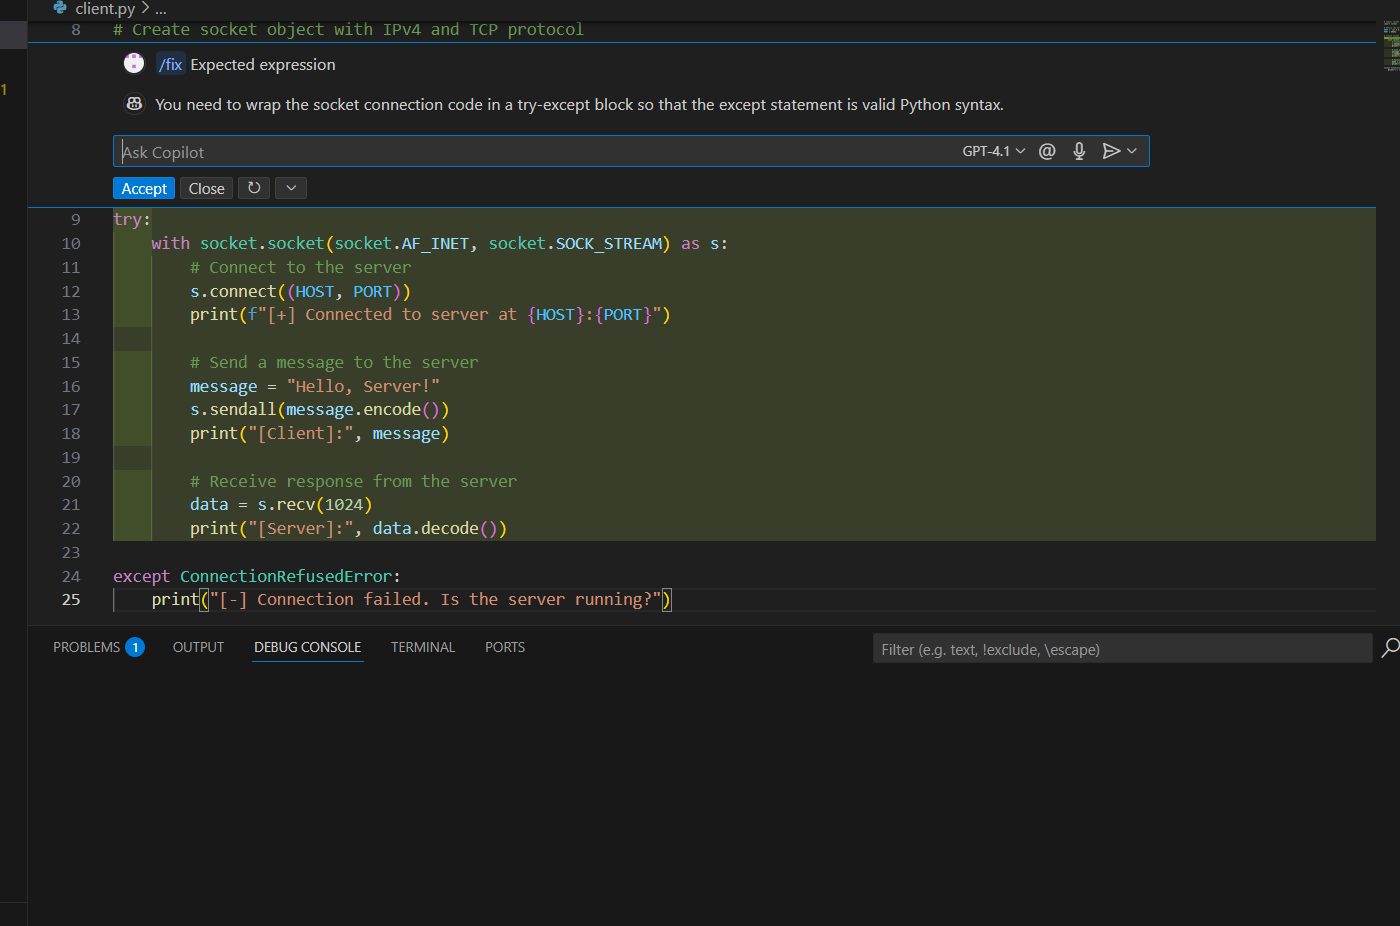 client.py > ...
8 # Create socket object with IPv4 and TCP protocol
/fix Expected expression
You need to wrap the socket connection code in a try-except block so that the except statement is valid Python syntax.
Ask Copilot GPT-4.1
Accept Close
1
9 try:
10     with socket.socket(socket.AF_INET, socket.SOCK_STREAM) as s:
11         # Connect to the server
12         s.connect((HOST, PORT))
13         print(f"[+] Connected to server at {HOST}:{PORT}")
14
15         # Send a message to the server
16         message = "Hello, Server!"
17         s.sendall(message.encode())
18         print("[Client]:", message)
19
20         # Receive response from the server
21         data = s.recv(1024)
22         print("[Server]:", data.decode())
23
24 except ConnectionRefusedError:
25     print("[-] Connection failed. Is the server running?")
PROBLEMS 1 OUTPUT DEBUG CONSOLE TERMINAL PORTS Filter (e.g. text, !exclude, \escape)